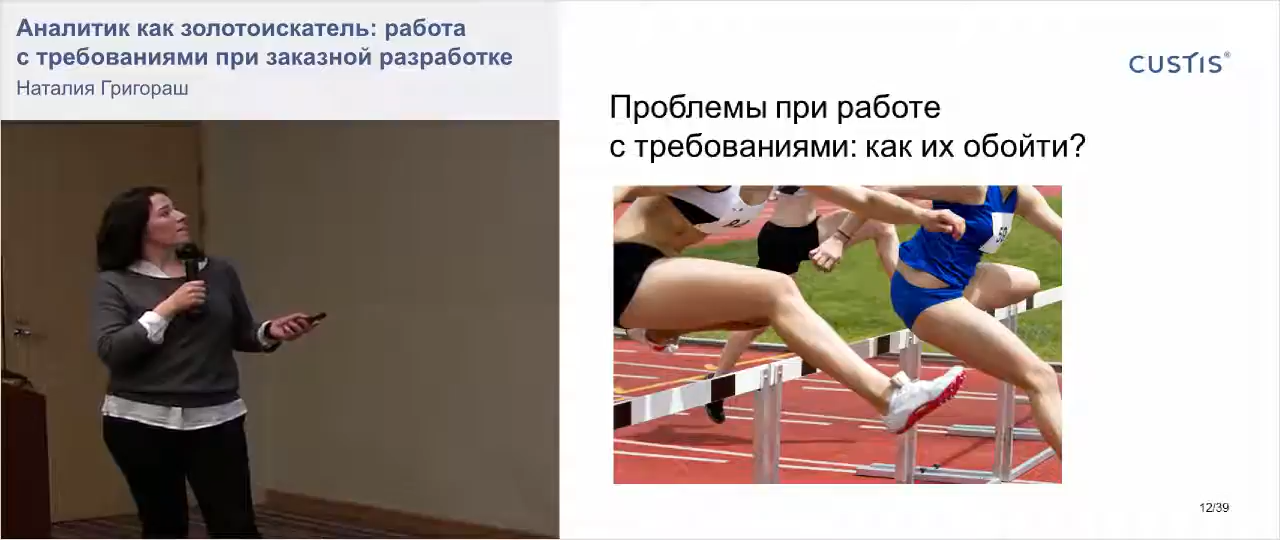 Аналитик как золотоискатель: работа
с требованиями при заказной разработке
Наталия Григораш
CUSTIS®
Проблемы при работе
с требованиями: как их обойти?
12/39